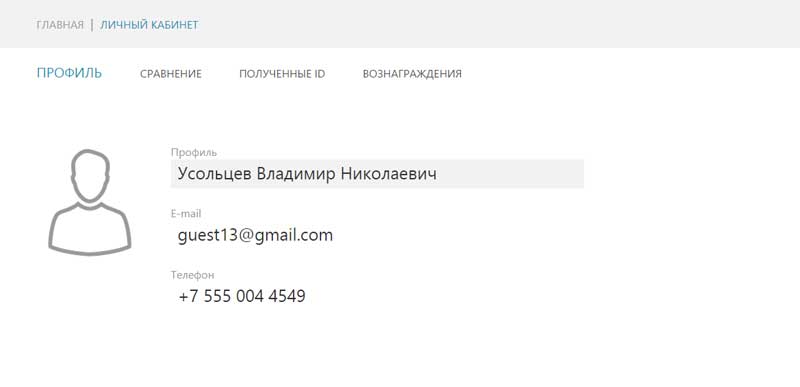 ГЛАВНАЯ | ЛИЧНЫЙ КАБИНЕТ
ПРОФИЛЬ СРАВНЕНИЕ ПОЛУЧЕННЫЕ ID ВОЗНАГРАЖДЕНИЯ
Профиль
Усольцев Владимир Николаевич
E-mail
guest13@gmail.com
Телефон
+7 555 004 4549